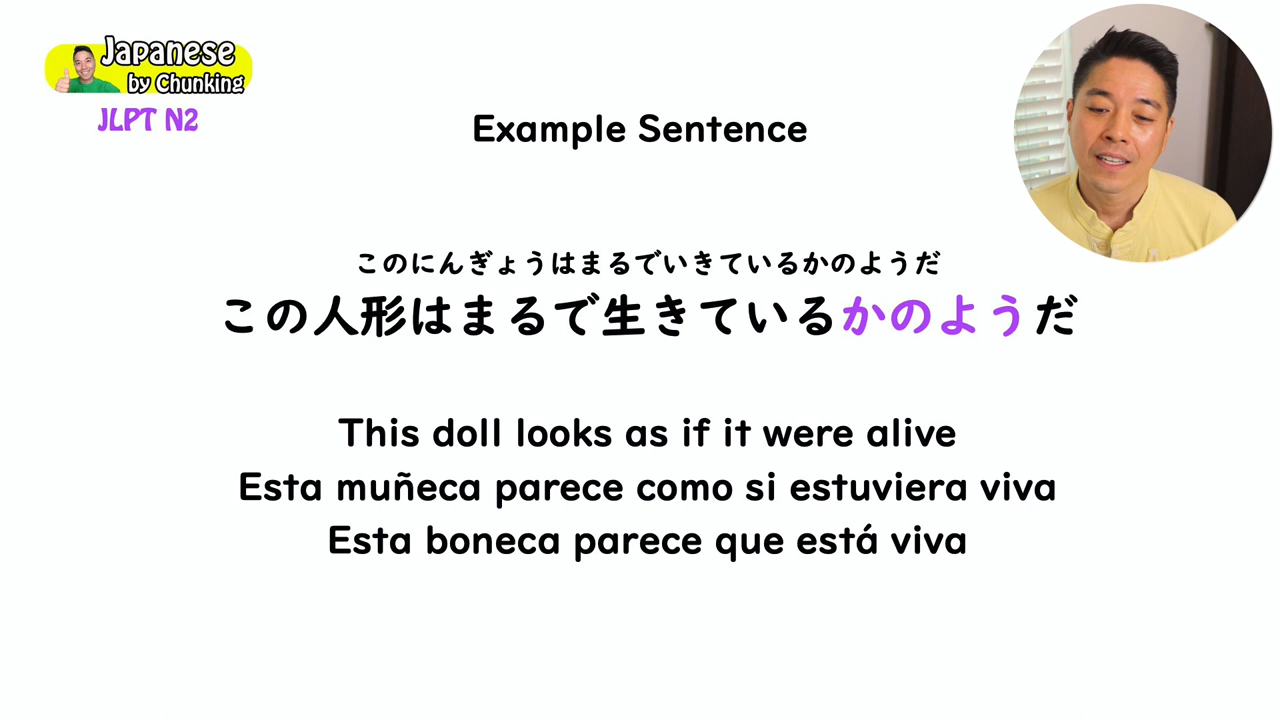 Japanese
by Chunking
JLPT N2
Example Sentence
このにんぎょうはまるでいきているかのようだ
この人形はまるで生きているかのようだ
This doll looks as if it were alive
Esta muñeca parece como si estuviera viva
Esta boneca parece que está viva